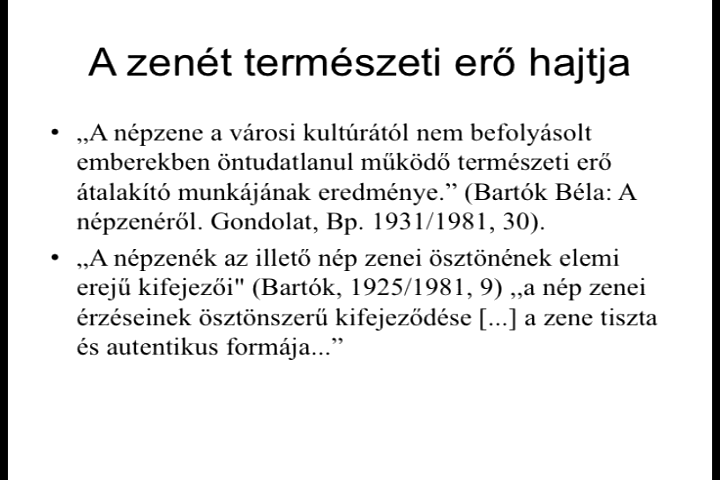 A zenét természeti erő hajtja
• „A népzene a városi kultúrától nem befolyásolt
emberekben öntudatlanul működő természeti erő
átalakító munkájának eredménye.” (Bartók Béla: A
népzenéről. Gondolat, Bp. 1931/1981, 30).
• „A népzenék az illető nép zenei ösztönének elemi
erejű kifejezői" (Bartók, 1925/1981, 9) ,,a nép zenei
érzéseinek ösztönszerű kifejeződése [...] a zene tiszta
és autentikus formája...”